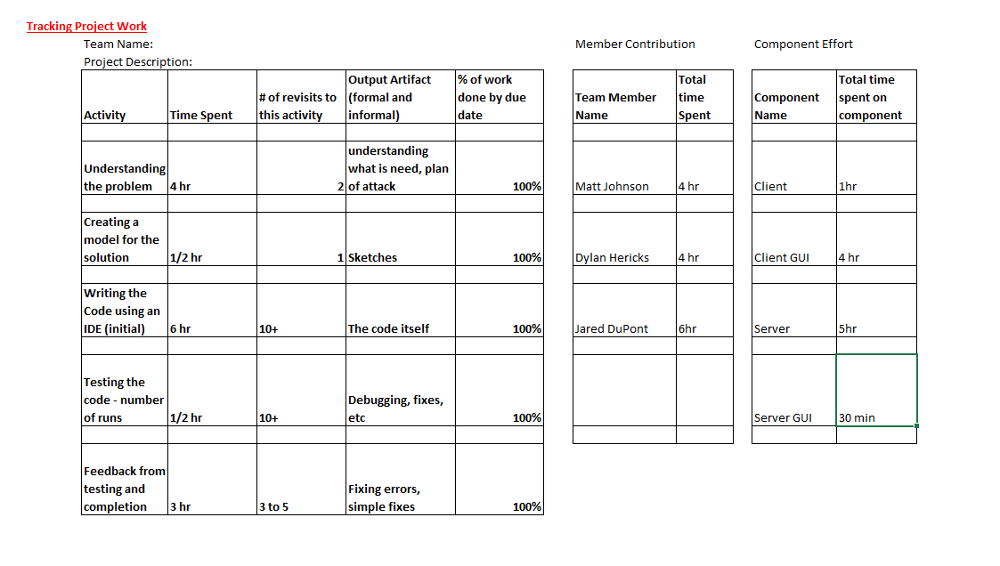 Tracking Project Work
Team Name:
Member Contribution
Component Effort
Project Description:
Activity
Time Spent
# of revisits to
this activity
Output Artifact
(formal and
informal)
% of work
done by due
date
Team Member
Name
Total
time
Spent
Component
Name
Total time
spent on
component
Understanding
the problem
4 hr
2
understanding
what is need, plan
of attack
100%
Matt Johnson
4 hr
Client
1hr
Creating a
model for the
solution
1/2 hr
1
Sketches
100%
Dylan Hericks
4 hr
Client GUI
4 hr
Writing the
Code using an
IDE (initial)
6 hr
10+
The code itself
100%
Jared DuPont
6hr
Server
5hr
Testing the
code - number
of runs
1/2 hr
10+
Debugging, fixes,
etc
100%
Server GUI
30 min
Feedback from
testing and
completion
3 hr
3 to 5
Fixing errors,
simple fixes
100%